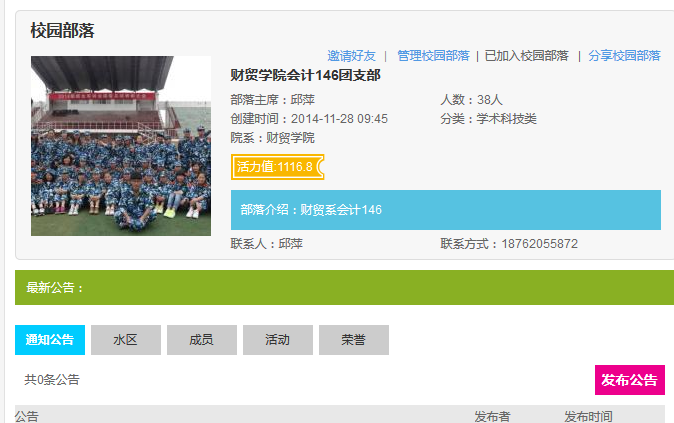 校园部落
邀请好友 | 管理校园部落 | 已加入校园部落 | 分享校园部落
财贸学院会计146团支部
部落主席：邱萍 人数：38人
创建时间：2014-11-28 09:45 分类：学术科技类
院系：财贸学院
活力值:1116.8
部落介绍：财贸系会计146
联系人：邱萍 联系方式：18762055872
最新公告：
通知公告 水区 成员 活动 荣誉
共0条公告 发布公告
公告 发布者 发布时间